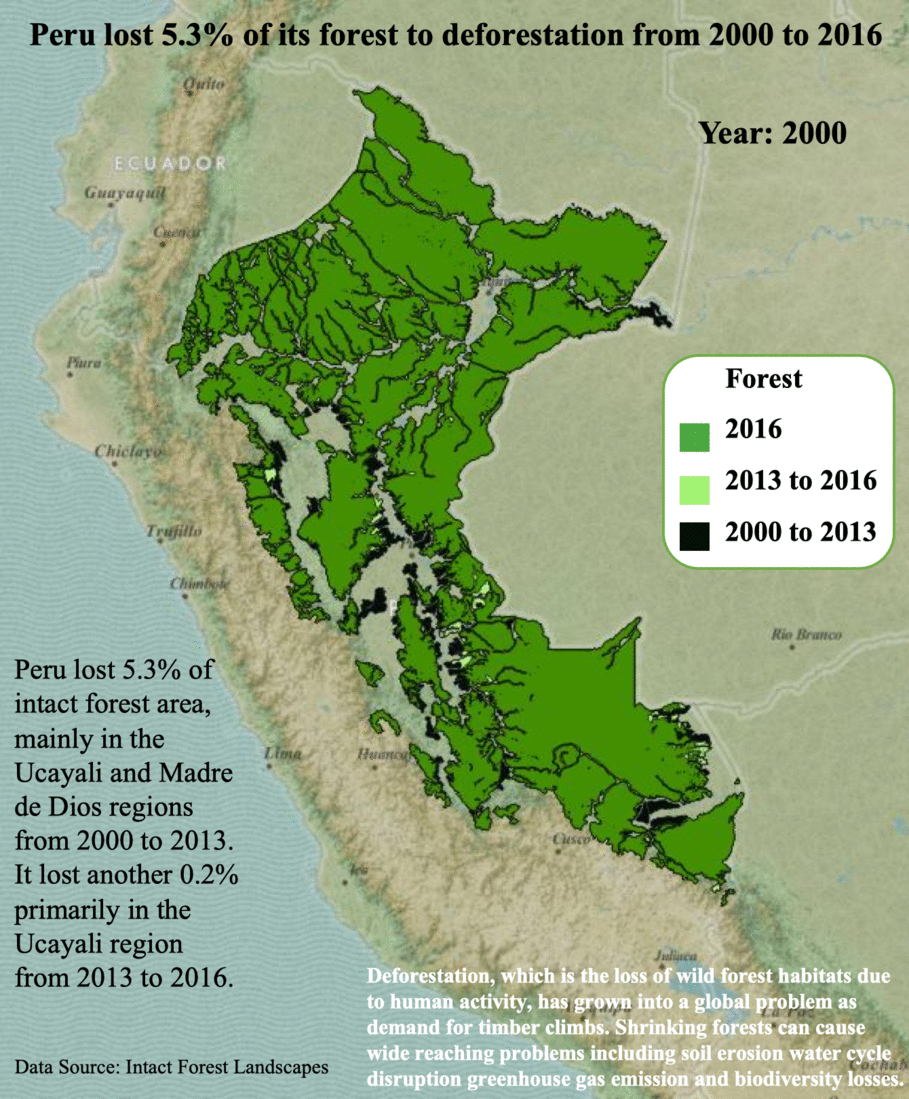 Peru lost 5.3% of its forest to deforestation from 2000 to 2016
Quito
Year: 2000
ECUADOR
Guayaquil
Cuenca
Piura
Forest
2016
Chiclayo
2013 to 2016
2000 to 2013
Trujillo
Chimbote
Rio Branco
Peru lost 5.3% of
intact forest area,
mainly in the
Ucayali and Madre
de Dios regions
from 2000 to 2013.
It lost another 0.2%
primarily in the
Ucayali region
from 2013 to 2016.
Lima
Huancay
Cusco
Ica
Juliaca
La Paz
Cochab
Deforestation, which is the loss of wild forest habitats due
to human activity, has grown into a global problem as
demand for timber climbs. Shrinking forests can cause
wide reaching problems including soil erosion water cycle
disruption greenhouse gas emission and biodiversity losses.
Data Source: Intact Forest Landscapes